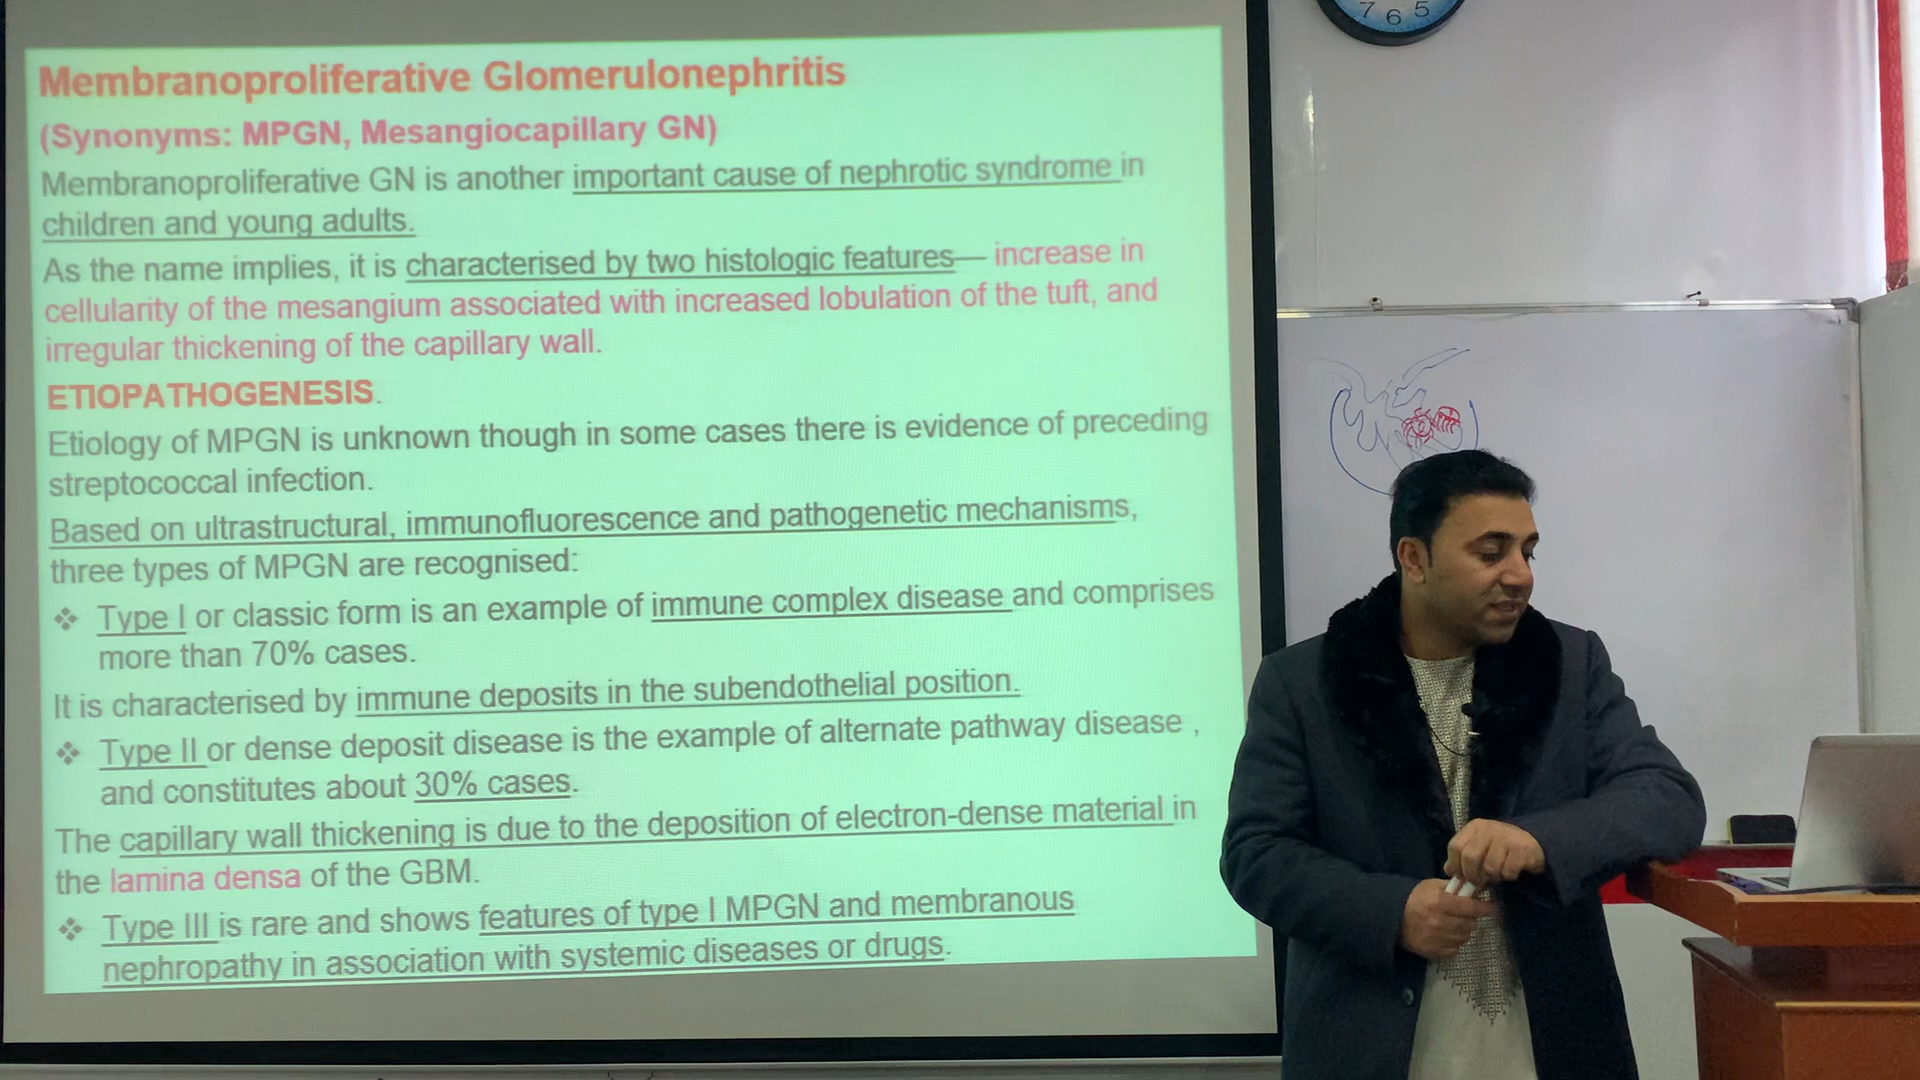 Membranoproliferative Glomerulonephritis
(Synonyms: MPGN, Mesangiocapillary GN)
Membranoproliferative GN is another important cause of nephrotic syndrome in
children and young adults.
As the name implies, it is characterised by two histologic features— increase in
cellularity of the mesangium associated with increased lobulation of the tuft, and
irregular thickening of the capillary wall.
ETIOPATHOGENESIS.
Etiology of MPGN is unknown though in some cases there is evidence of preceding
streptococcal infection.
Based on ultrastructural, immunofluorescence and pathogenetic mechanisms,
three types of MPGN are recognised:
❖ Type I or classic form is an example of immune complex disease and comprises
more than 70% cases.
It is characterised by immune deposits in the subendothelial position.
❖ Type II or dense deposit disease is the example of alternate pathway disease ,
and constitutes about 30% cases.
The capillary wall thickening is due to the deposition of electron-dense material in
the lamina densa of the GBM.
❖ Type III is rare and shows features of type I MPGN and membranous
nephropathy in association with systemic diseases or drugs.
7 6 5